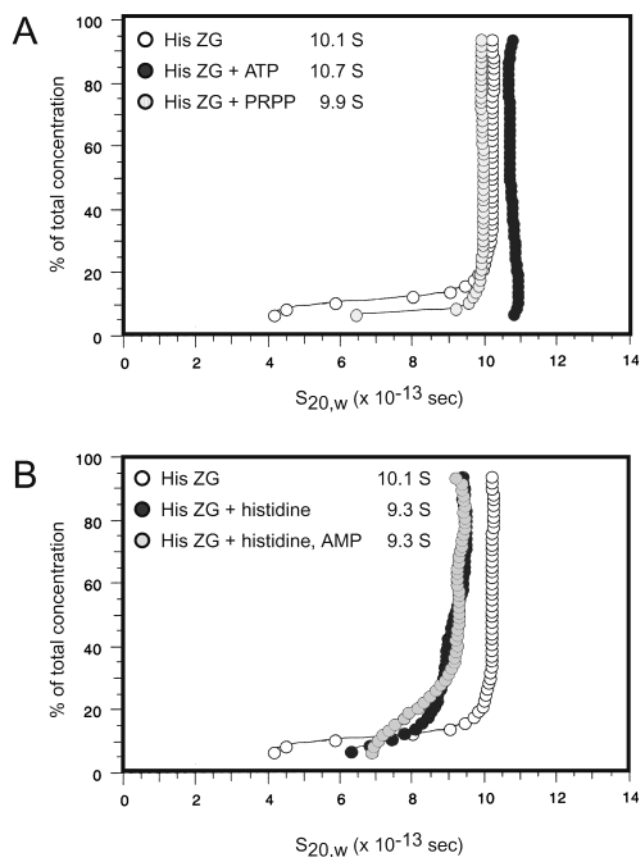 A
His ZG 10.1 S
His ZG + ATP 10.7 S
His ZG + PRPP 9.9 S
% of total concentration
100
80
60
40
20
0
0 2 4 6 8 10 12 14
S20,w (x 10-13 sec)
B
His ZG 10.1 S
His ZG + histidine 9.3 S
His ZG + histidine, AMP 9.3 S
% of total concentration
100
80
60
40
20
0
0 2 4 6 8 10 12 14
S20,w (x 10-13 sec)